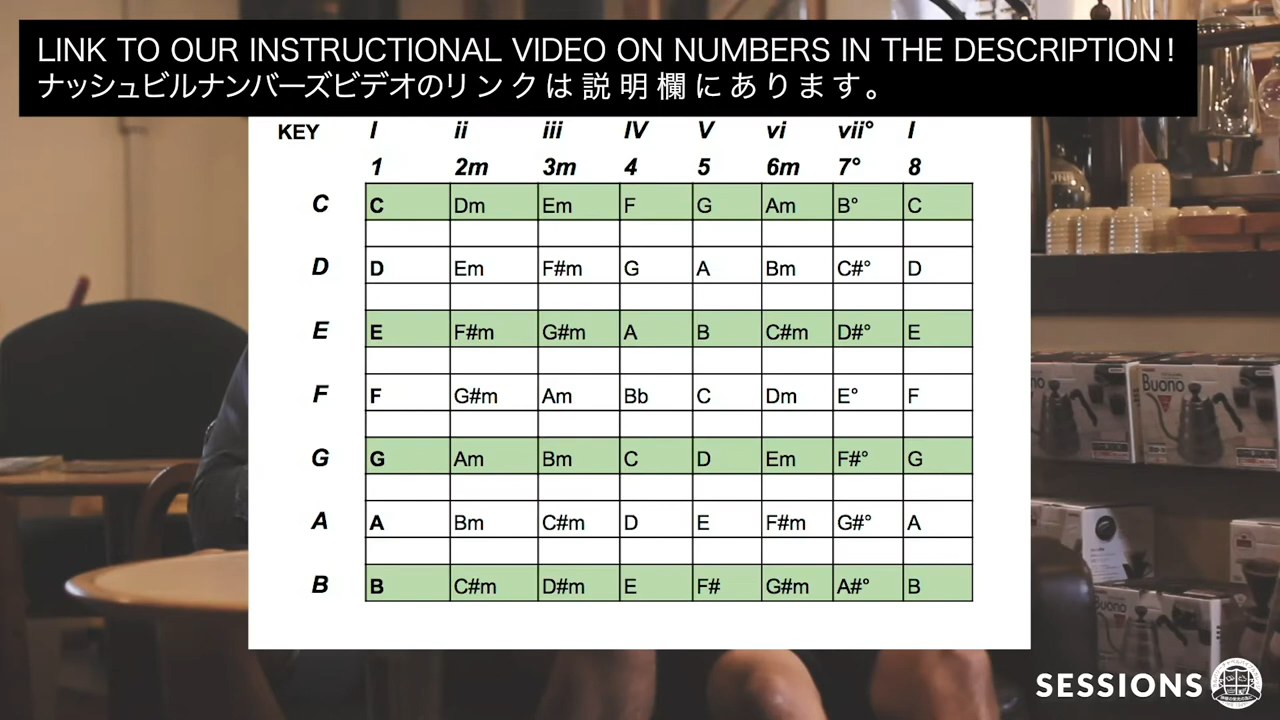 LINK TO OUR INSTRUCTIONAL VIDEO ON NUMBERS IN THE DESCRIPTION!
ナッシュビルナンバーズビデオのリンクは説明欄にあります。
KEY I ii iii IV V vi vii° I
1 2m 3m 4 5 6m 7° 8
C C Dm Em F G Am B° C
D D Em F#m G A Bm C#° D
E E F#m G#m A B C#m D#° E
F F G#m Am Bb C Dm E° F
G G Am Bm C D Em F#° G
A A Bm C#m D E F#m G#° A
B B C#m D#m E F# G#m A#° B
Buono
Buono
SESSIONS